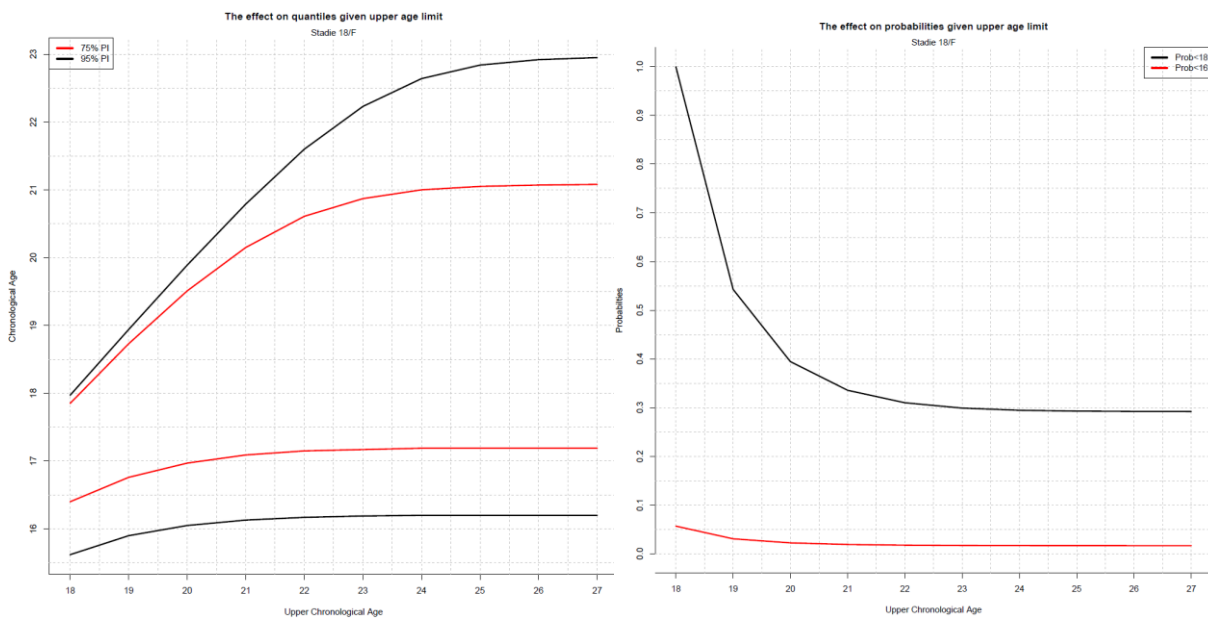 The effect on quantiles given upper age limit
Stadie 18/F
75% PI
95% PI
23
22
21
20
19
18
17
16
Chronological Age
18 19 20 21 22 23 24 25 26 27
Upper Chronological Age
The effect on probabilities given upper age limit
Stadie 18/F
Prob<18
Prob<16
1.0
0.9
0.8
0.7
0.6
0.5
0.4
0.3
0.2
0.1
0.0
Probabilties
18 19 20 21 22 23 24 25 26 27
Upper Chronological Age